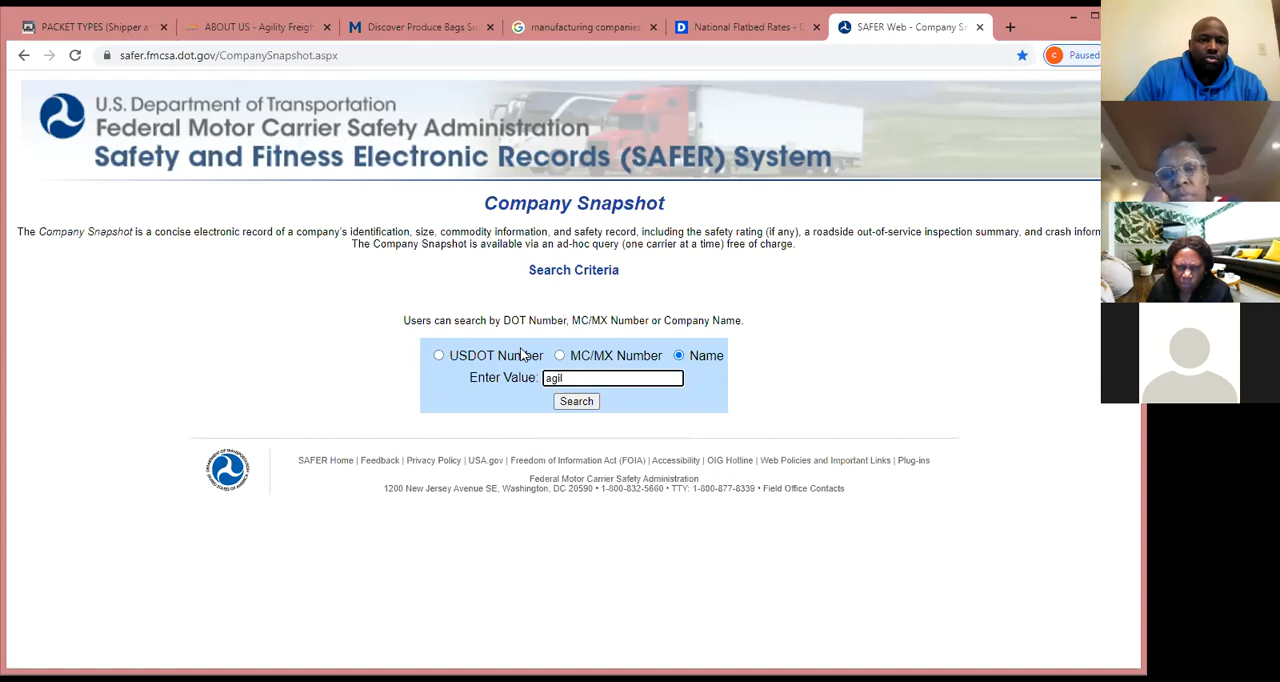 PACKET TYPES (Shipper a
ABOUT US - Agility Freigh
Discover Produce Bags Su
manufacturing companies
National Flatbed Rates - D
SAFER Web - Company Sn
safer.fmcsa.dot.gov/CompanySnapshot.aspx
C
Paused
U.S. Department of Transportation
Federal Motor Carrier Safety Administration
Safety and Fitness Electronic Records (SAFER) System
Company Snapshot
The Company Snapshot is a concise electronic record of a company's identification, size, commodity information, and safety record, including the safety rating (if any), a roadside out-of-service inspection summary, and crash inform
The Company Snapshot is available via an ad-hoc query (one carrier at a time) free of charge.
Search Criteria
Users can search by DOT Number, MC/MX Number or Company Name.
USDOT Number MC/MX Number Name
Enter Value: agil
Search
SAFER Home | Feedback | Privacy Policy | USA.gov | Freedom of Information Act (FOIA) | Accessibility | OIG Hotline | Web Policies and Important Links | Plug-ins
Federal Motor Carrier Safety Administration
1200 New Jersey Avenue SE, Washington, DC 20590 • 1-800-832-5660 • TTY: 1-800-877-8339 • Field Office Contacts